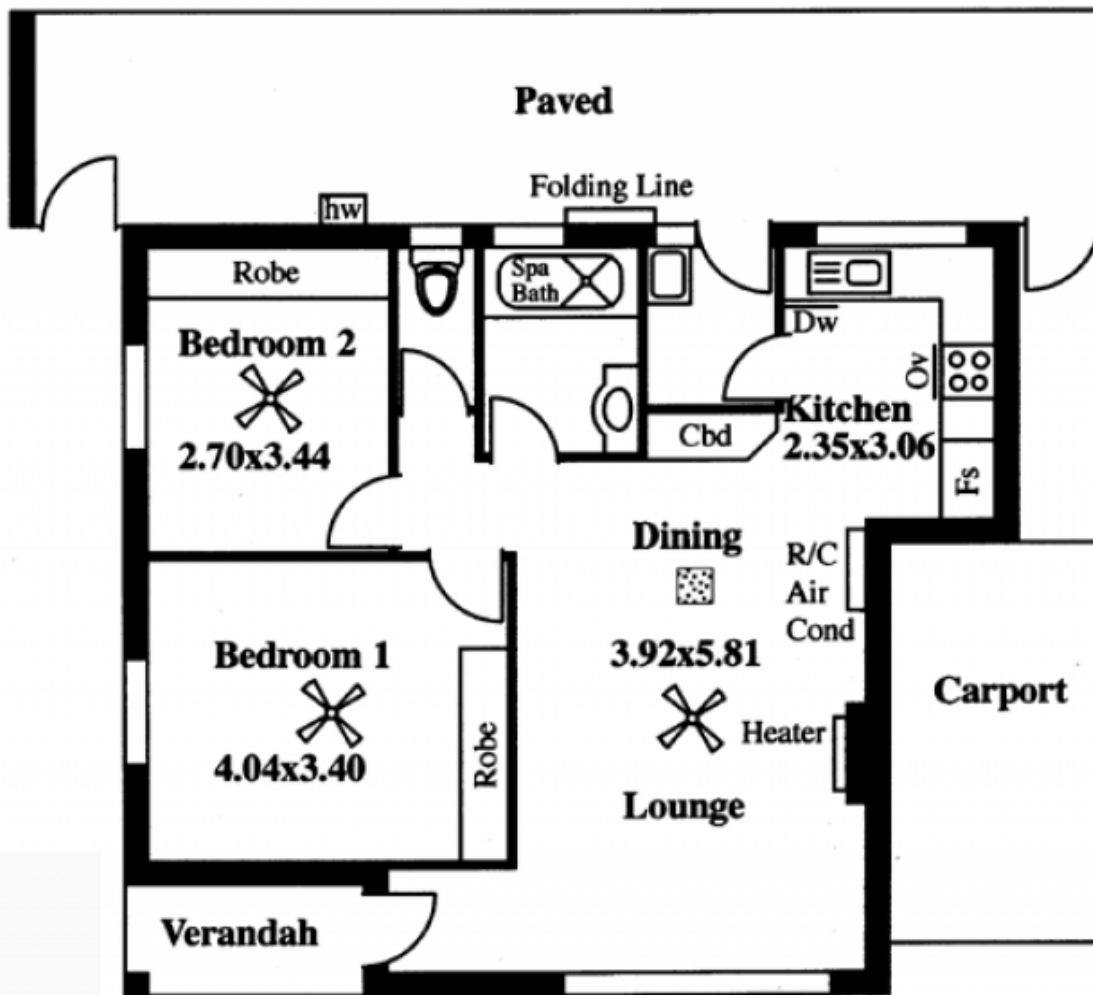 Paved
Folding Line
hw
Robe
Spa
Bath
Bedroom 2
2.70x3.44
Dw
Ov
Kitchen
2.35x3.06
Cbd
Fs
Dining
R/C
Air
Cond
3.92x5.81
Bedroom 1
4.04x3.40
Robe
Heater
Carport
Lounge
Verandah